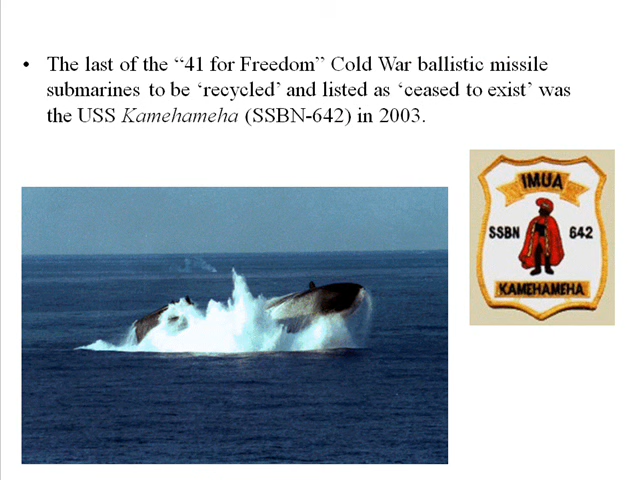 • The last of the “41 for Freedom” Cold War ballistic missile
submarines to be ‘recycled’ and listed as ‘ceased to exist’ was
the USS Kamehameha (SSBN-642) in 2003.
IMUA
SSBN 642
KAMEHAMEHA